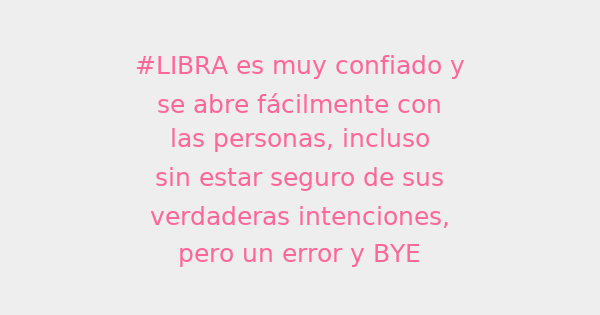 #LIBRA es muy confiado y
se abre fácilmente con
las personas, incluso
sin estar seguro de sus
verdaderas intenciones,
pero un error y BYE